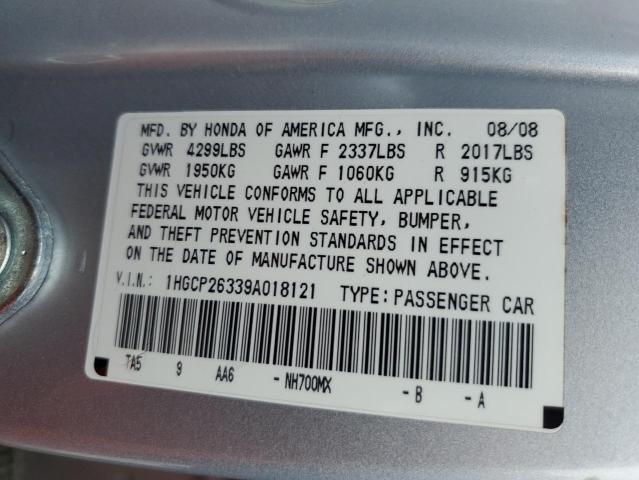 MFD. BY HONDA OF AMERICA MFG., INC. 08/08
GVWR 4299LBS GAWR F 2337LBS R 2017LBS
GVWR 1950KG GAWR F 1060KG R 915KG
THIS VEHICLE CONFORMS TO ALL APPLICABLE
FEDERAL MOTOR VEHICLE SAFETY, BUMPER,
AND THEFT PREVENTION STANDARDS IN EFFECT
ON THE DATE OF MANUFACTURE SHOWN ABOVE.
V.I.N.: 1HGCP26339A018121 TYPE:PASSENGER CAR
TA5 9 AA6 - NH700MX - B - A